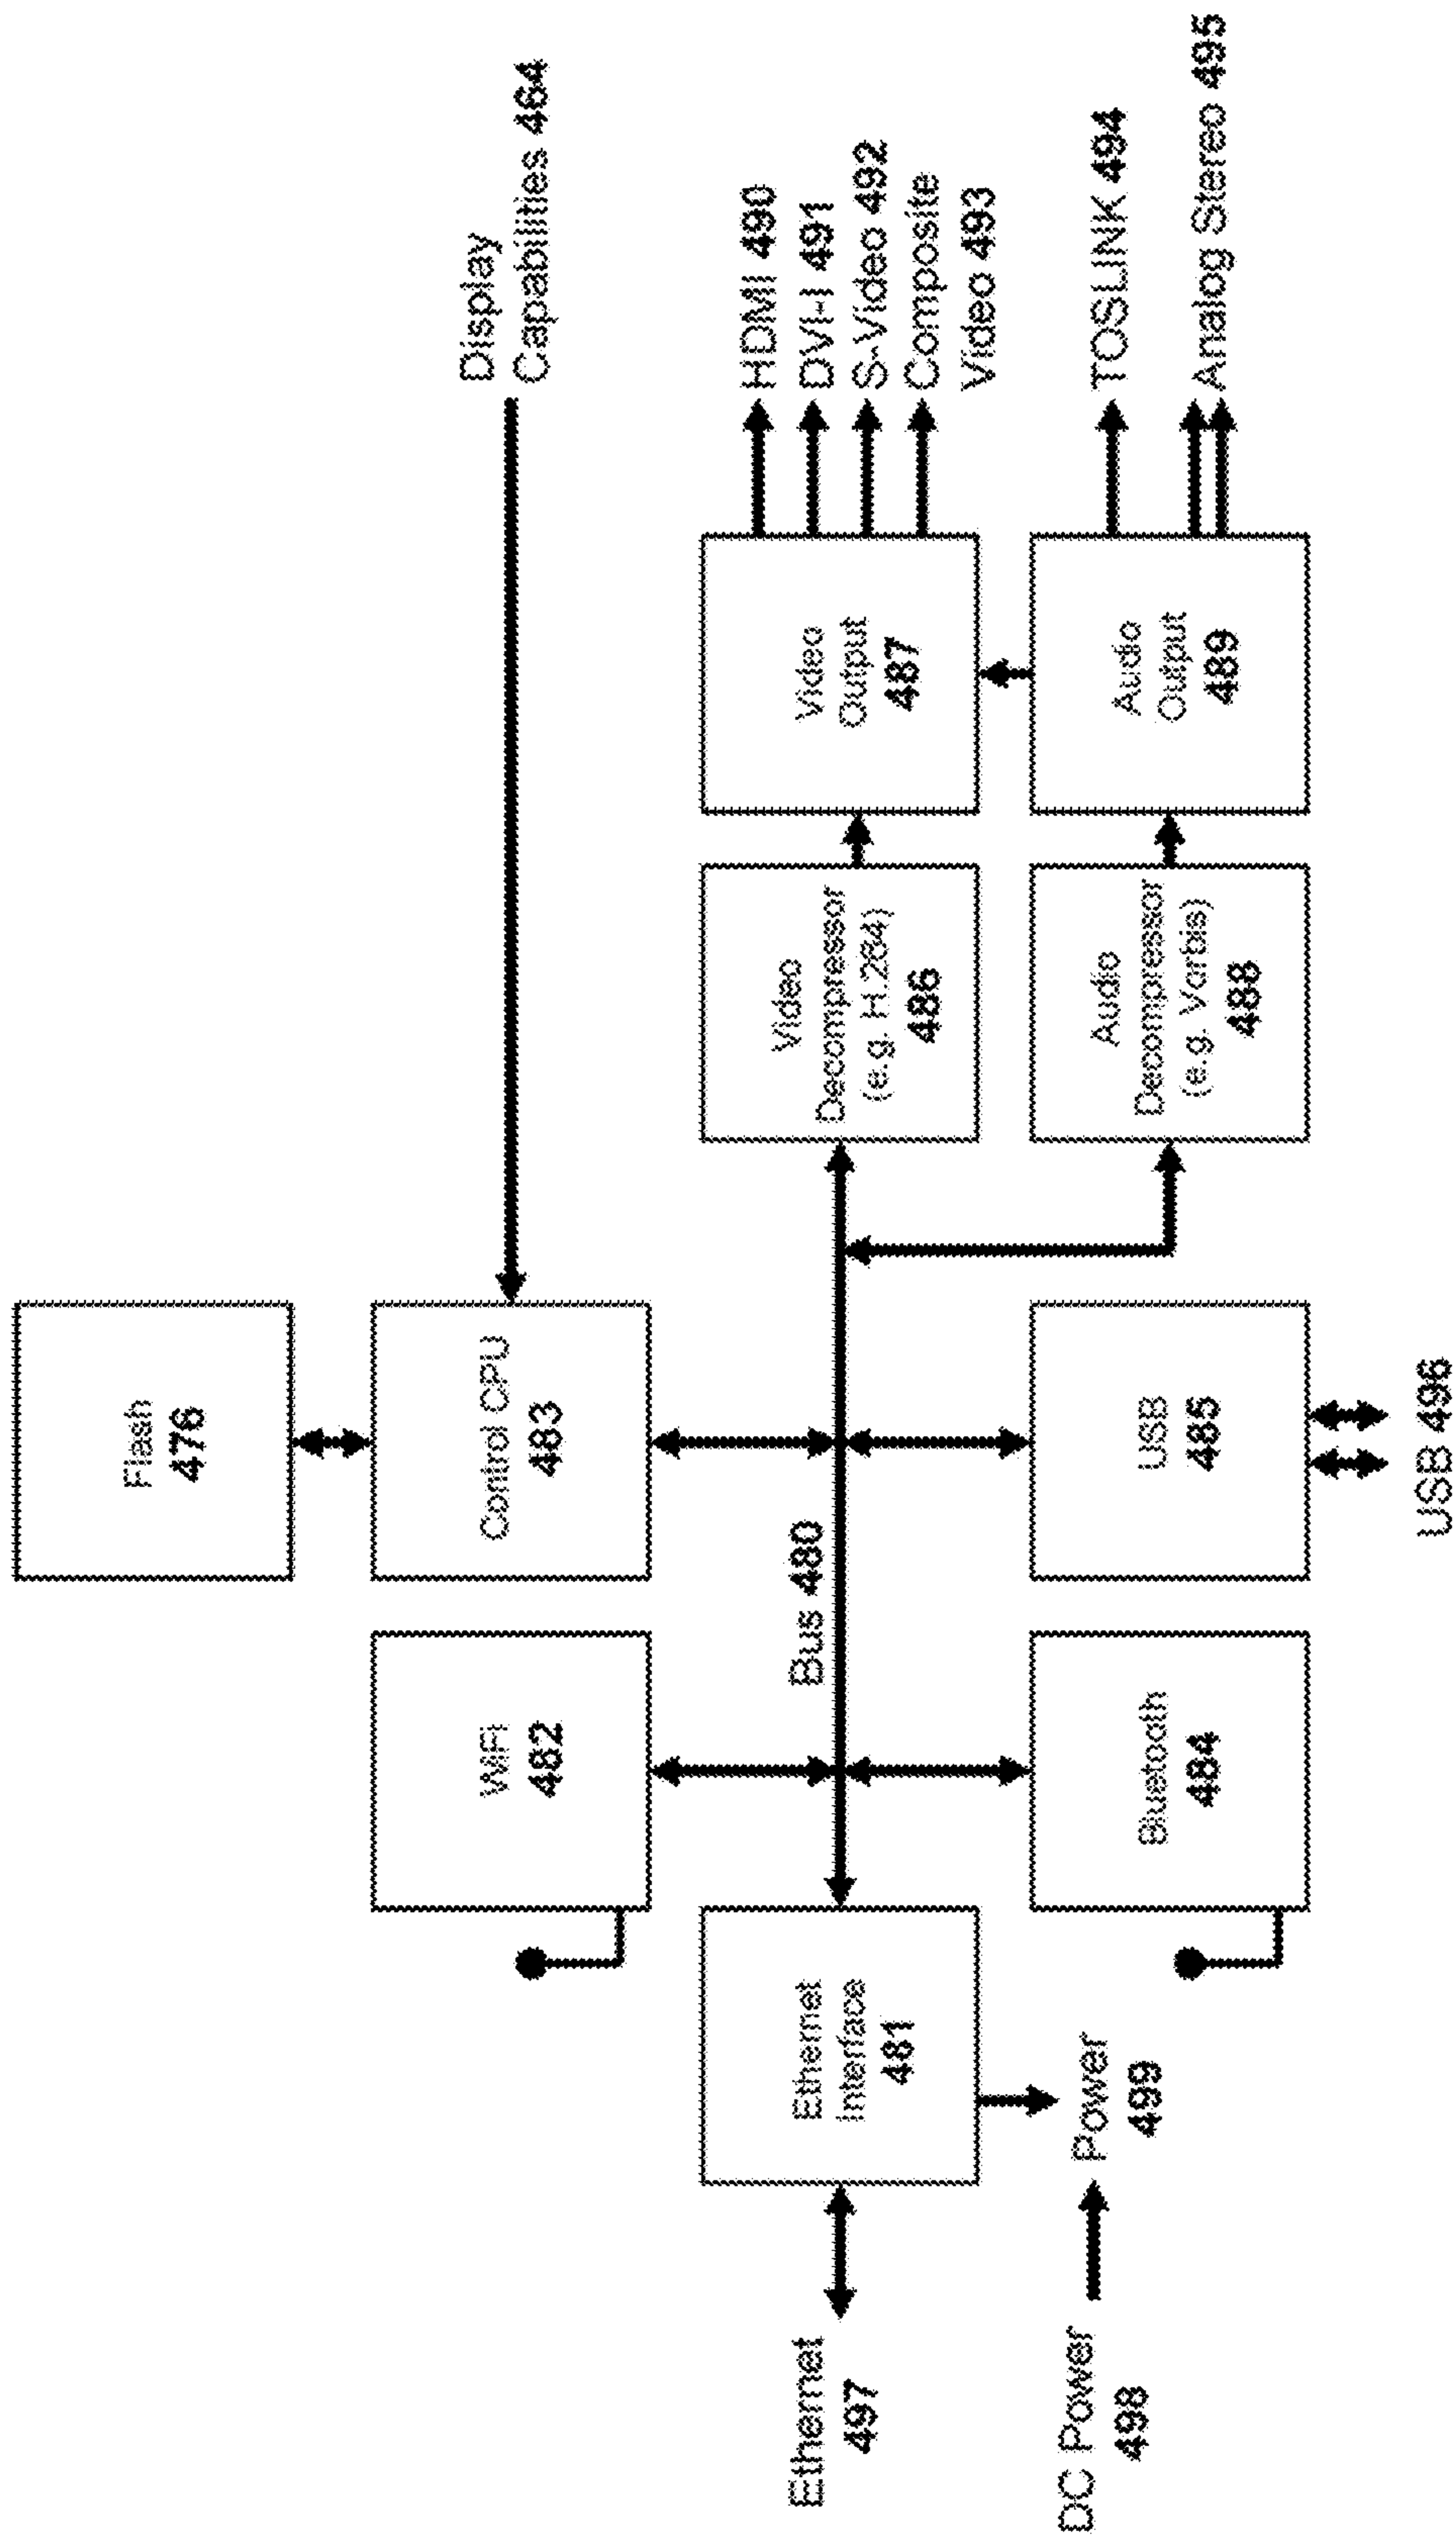 Flash
476
Display
Capabilities 464
WiFi
482
Control CPU
483
Bus 480
HDMI 490
DVI-I 491
S-Video 492
Composite
Video 493
Ethernet
497
Ethernet
Interface
481
Video
Decompressor
(e.g. H.264)
486
Video
Output
487
DC Power
498
Power
499
Bluetooth
484
USB
485
Audio
Decompressor
(e.g. Vorbis)
488
Audio
Output
489
TOSLINK 494
Analog Stereo 495
USB 496